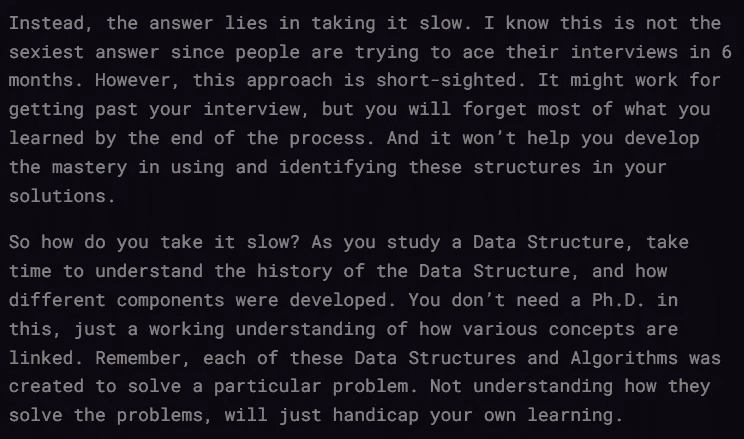 Instead, the answer lies in taking it slow. I know this is not the
sexiest answer since people are trying to ace their interviews in 6
months. However, this approach is short-sighted. It might work for
getting past your interview, but you will forget most of what you
learned by the end of the process. And it won’t help you develop
the mastery in using and identifying these structures in your
solutions.
So how do you take it slow? As you study a Data Structure, take
time to understand the history of the Data Structure, and how
different components were developed. You don’t need a Ph.D. in
this, just a working understanding of how various concepts are
linked. Remember, each of these Data Structures and Algorithms was
created to solve a particular problem. Not understanding how they
solve the problems, will just handicap your own learning.